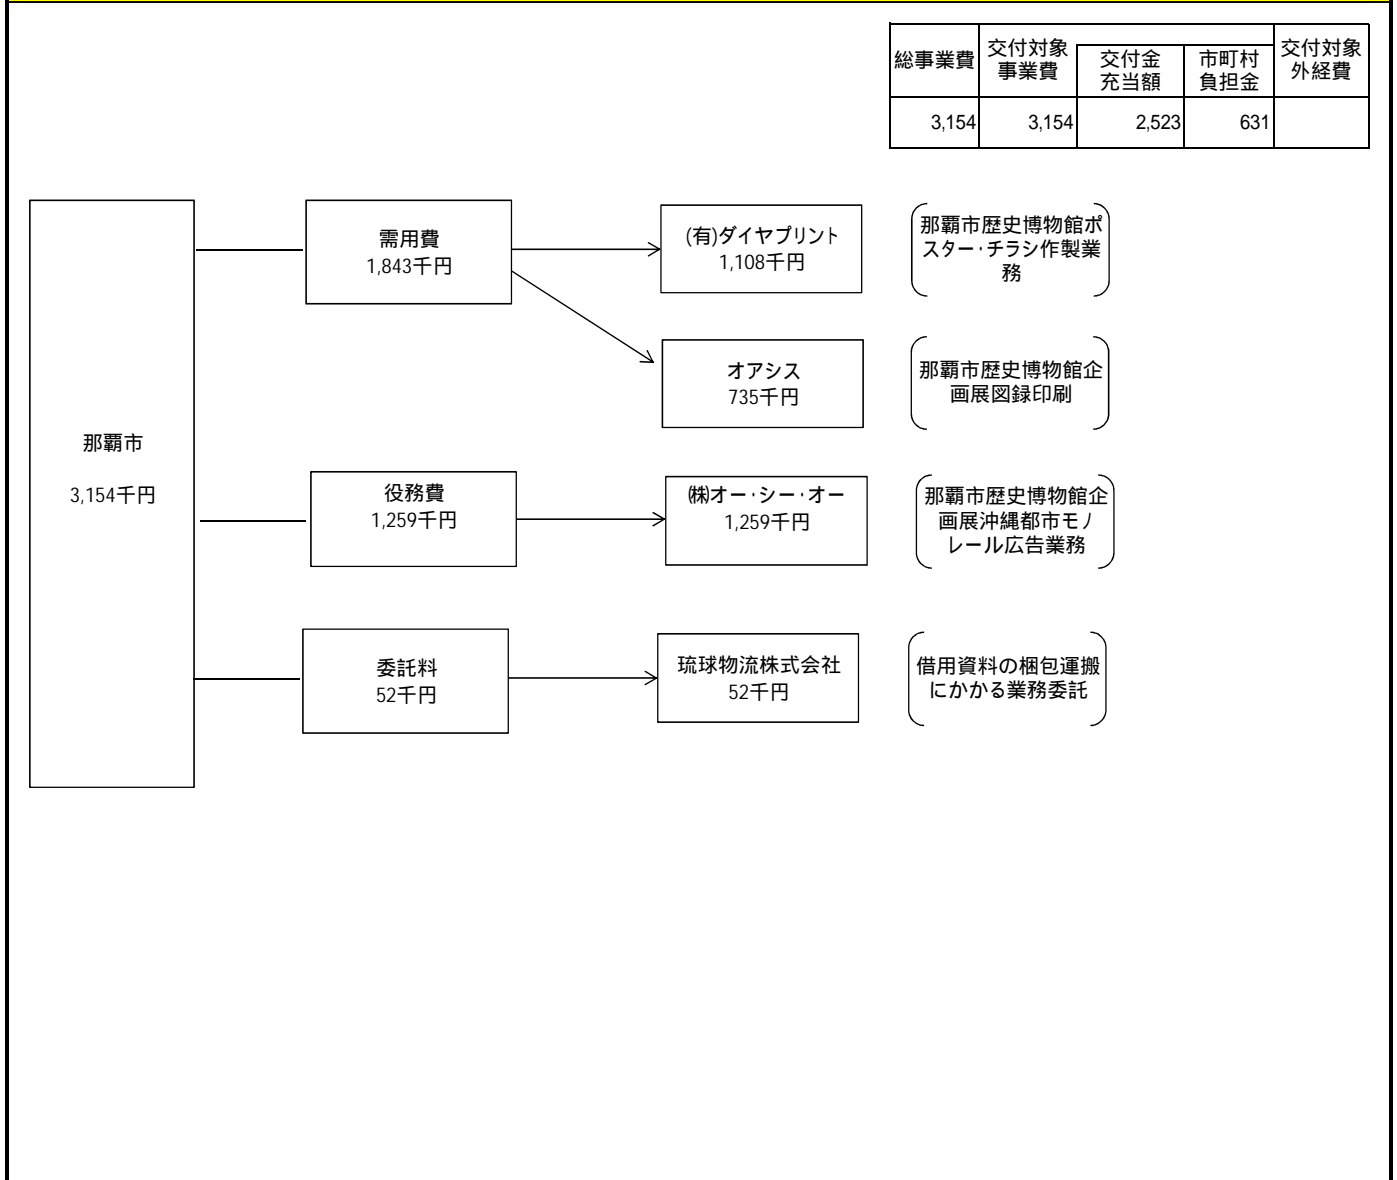 総事業費
交付対象
事業費
交付金
充当額
市町村
負担金
交付対象
外経費
3,154
3,154
2,523
631
那覇市
3,154千円
需用費
1,843千円
(有)ダイヤプリント
1,108千円
那覇市歴史博物館ポ
スター・チラシ作製業
務
オアシス
735千円
那覇市歴史博物館企
画展図録印刷
役務費
1,259千円
㈱オー・シー・オー
1,259千円
那覇市歴史博物館企
画展沖縄都市モノ
レール広告業務
委託料
52千円
琉球物流株式会社
52千円
借用資料の梱包運搬
にかかる業務委託